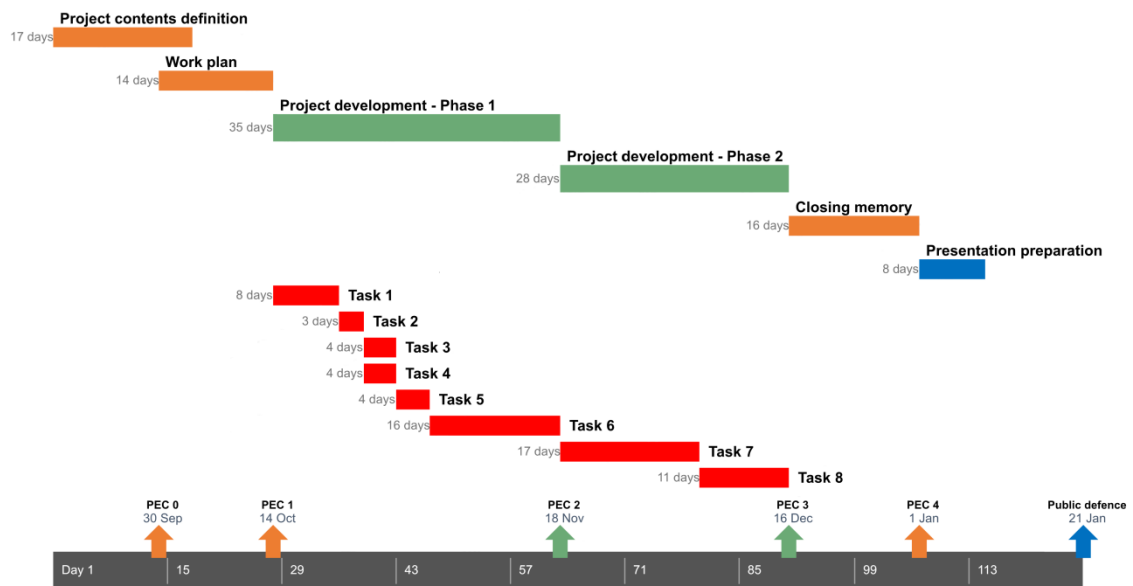 Project contents definition
17 days
Work plan
14 days
Project development - Phase 1
35 days
Project development - Phase 2
28 days
Closing memory
16 days
Presentation preparation
8 days
8 days Task 1
3 days Task 2
4 days Task 3
4 days Task 4
4 days Task 5
16 days Task 6
17 days Task 7
11 days Task 8
PEC 0 PEC 1 PEC 2 PEC 3 PEC 4 Public defence
30 Sep 14 Oct 18 Nov 16 Dec 1 Jan 21 Jan
Day 1 15 29 43 57 71 85 99 113